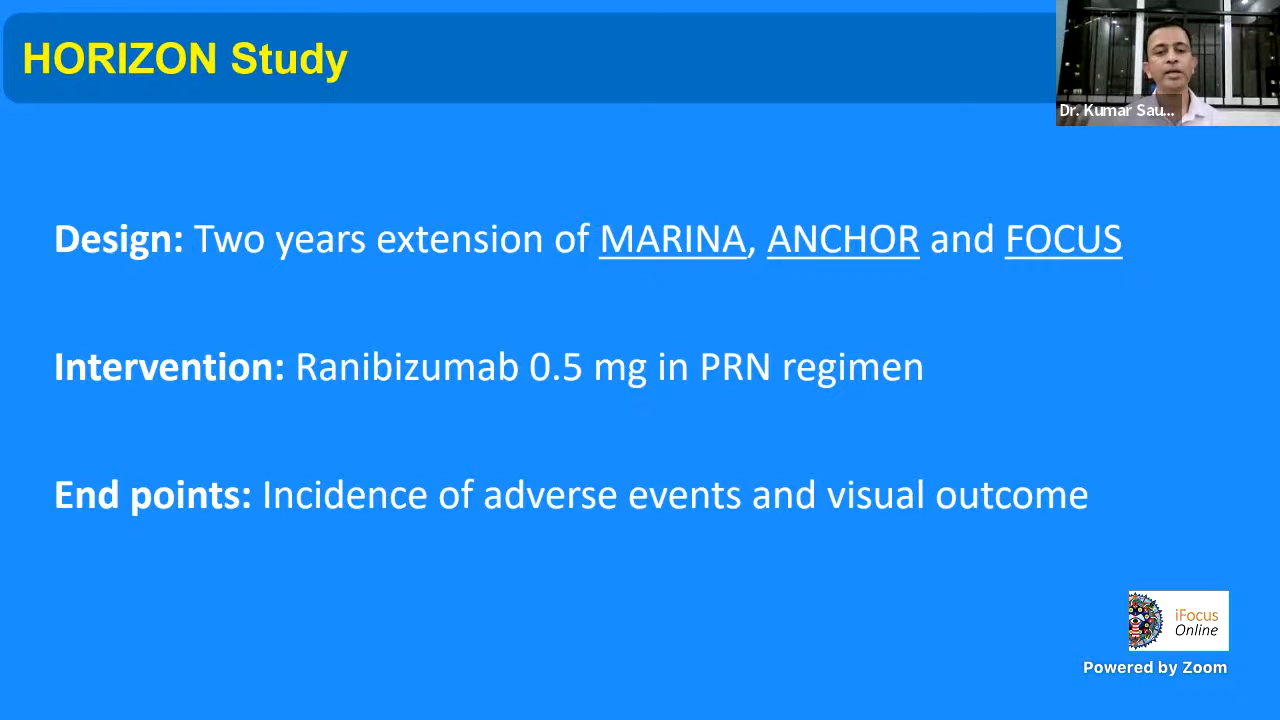 HORIZON Study
Dr. Kumar Sau...
Design: Two years extension of MARINA, ANCHOR and FOCUS
Intervention: Ranibizumab 0.5 mg in PRN regimen
End points: Incidence of adverse events and visual outcome
iFocus
Online
Powered by Zoom